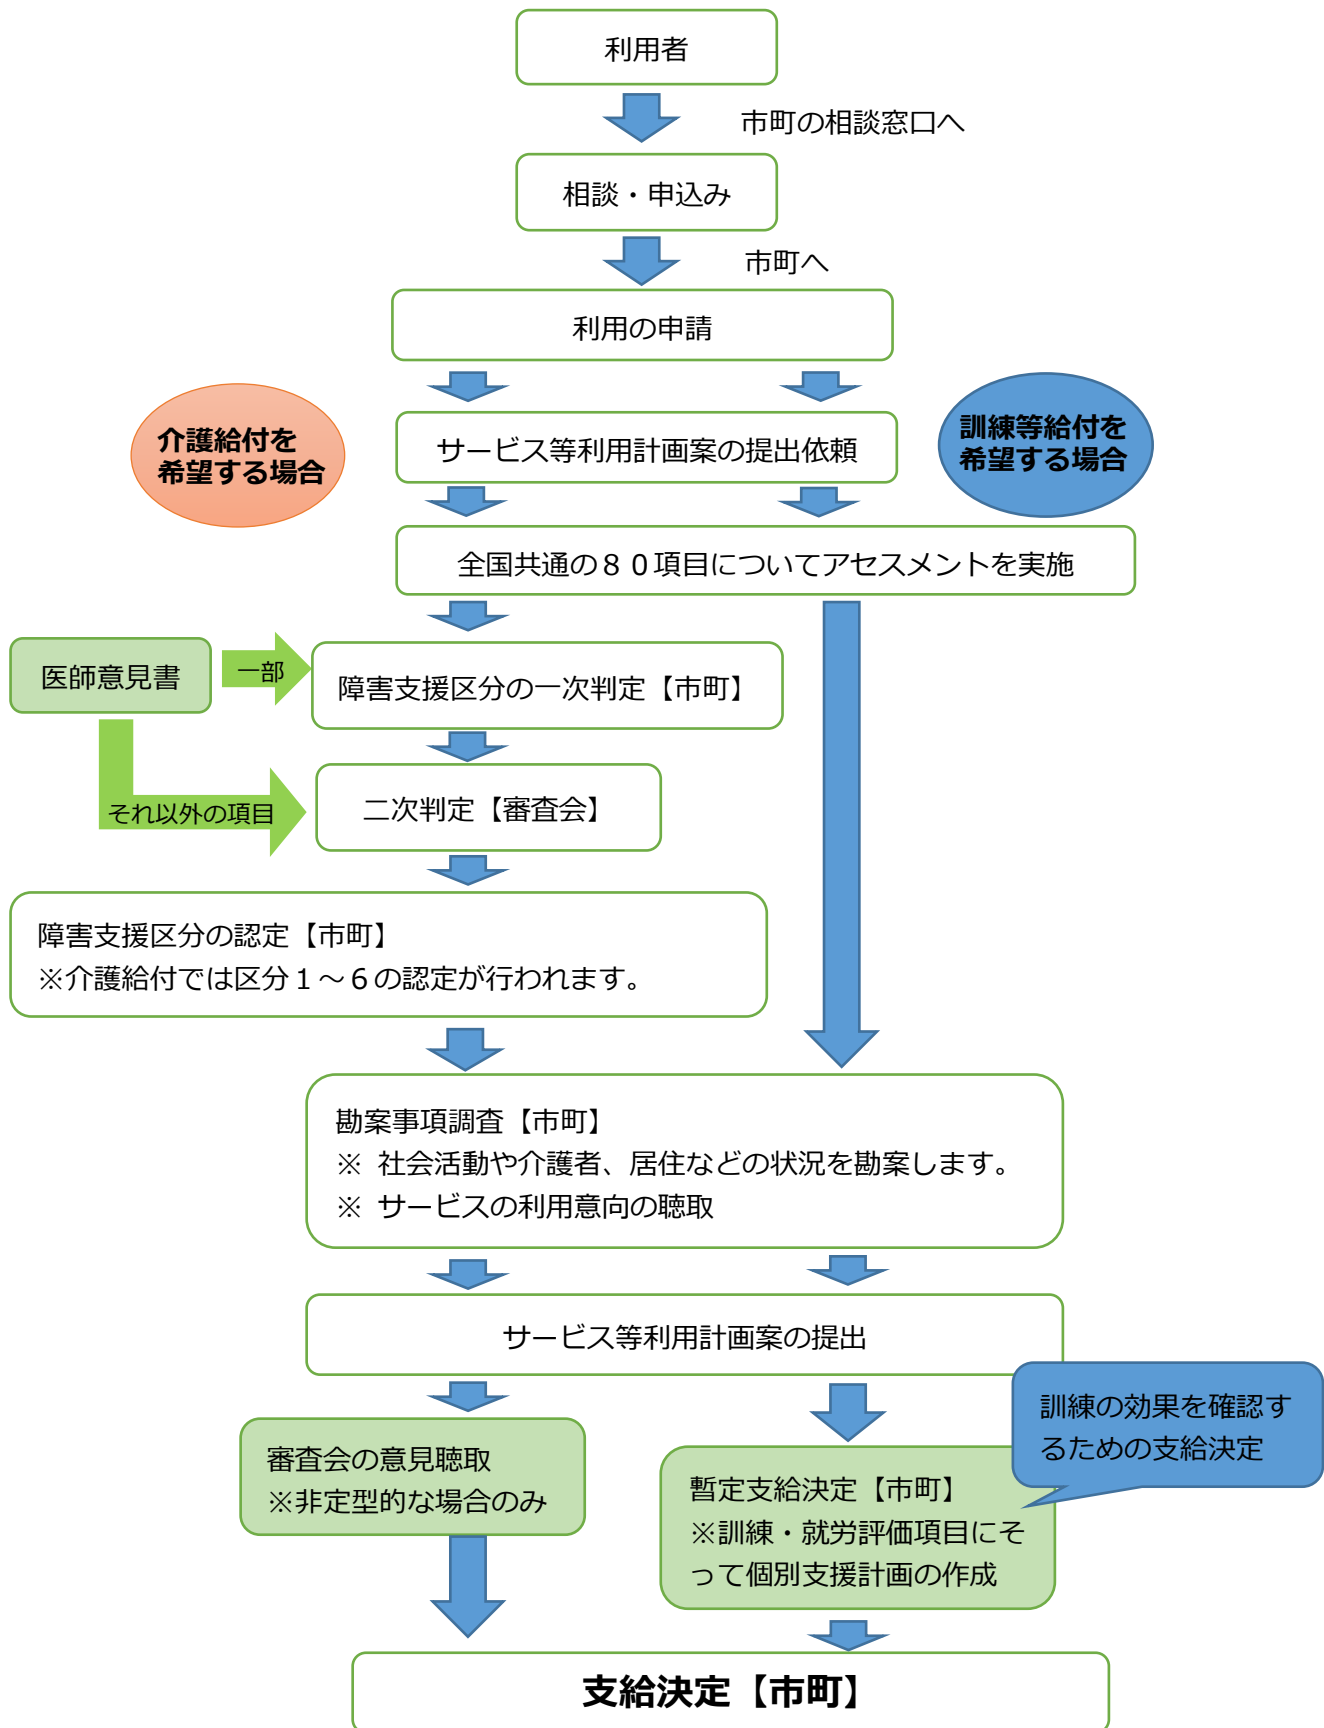 利用者
市町の相談窓口へ
相談・申込み
市町へ
利用の申請
介護給付を
希望する場合
訓練等給付を
希望する場合
サービス等利用計画案の提出依頼
全国共通の８０項目についてアセスメントを実施
医師意見書
一部
障害支援区分の一次判定【市町】
それ以外の項目
二次判定【審査会】
障害支援区分の認定【市町】
※介護給付では区分１～６の認定が行われます。
勘案事項調査【市町】
※ 社会活動や介護者、居住などの状況を勘案します。
※ サービスの利用意向の聴取
サービス等利用計画案の提出
訓練の効果を確認す
るための支給決定
審査会の意見聴取
※非定型的な場合のみ
暫定支給決定【市町】
※訓練・就労評価項目にそ
って個別支援計画の作成
支給決定【市町】